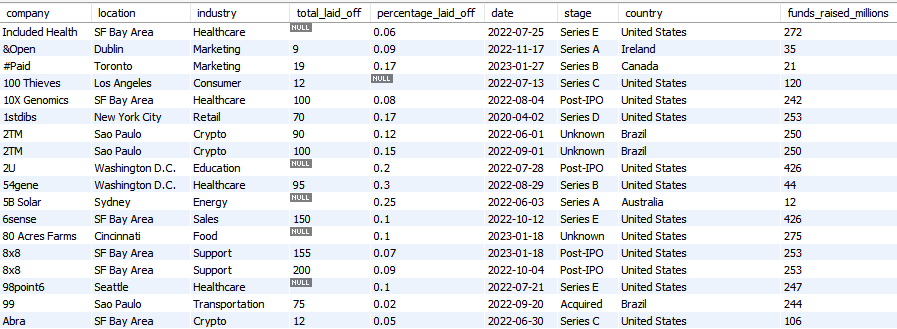 company location industry total_laid_off percentage_laid_off date stage country funds_raised_millions
Included Health SF Bay Area Healthcare NULL 0.06 2022-07-25 Series E United States 272
&Open Dublin Marketing 9 0.09 2022-11-17 Series A Ireland 35
#Paid Toronto Marketing 19 0.17 2023-01-27 Series B Canada 21
100 Thieves Los Angeles Consumer 12 NULL 2022-07-13 Series C United States 120
10X Genomics SF Bay Area Healthcare 100 0.08 2022-08-04 Post-IPO United States 242
1stdibs New York City Retail 70 0.17 2020-04-02 Series D United States 253
2TM Sao Paulo Crypto 90 0.12 2022-06-01 Unknown Brazil 250
2TM Sao Paulo Crypto 100 0.15 2022-09-01 Unknown Brazil 250
2U Washington D.C. Education NULL 0.2 2022-07-28 Post-IPO United States 426
54gene Washington D.C. Healthcare 95 0.3 2022-08-29 Series B United States 44
5B Solar Sydney Energy NULL 0.25 2022-06-03 Series A Australia 12
6sense SF Bay Area Sales 150 0.1 2022-10-12 Series E United States 426
80 Acres Farms Cincinnati Food NULL 0.1 2023-01-18 Unknown United States 275
8x8 SF Bay Area Support 155 0.07 2023-01-18 Post-IPO United States 253
8x8 SF Bay Area Support 200 0.09 2022-10-04 Post-IPO United States 253
98point6 Seattle Healthcare NULL 0.1 2022-07-21 Series E United States 247
99 Sao Paulo Transportation 75 0.02 2022-09-20 Acquired Brazil 244
Abra SF Bay Area Crypto 12 0.05 2022-06-30 Series C United States 106